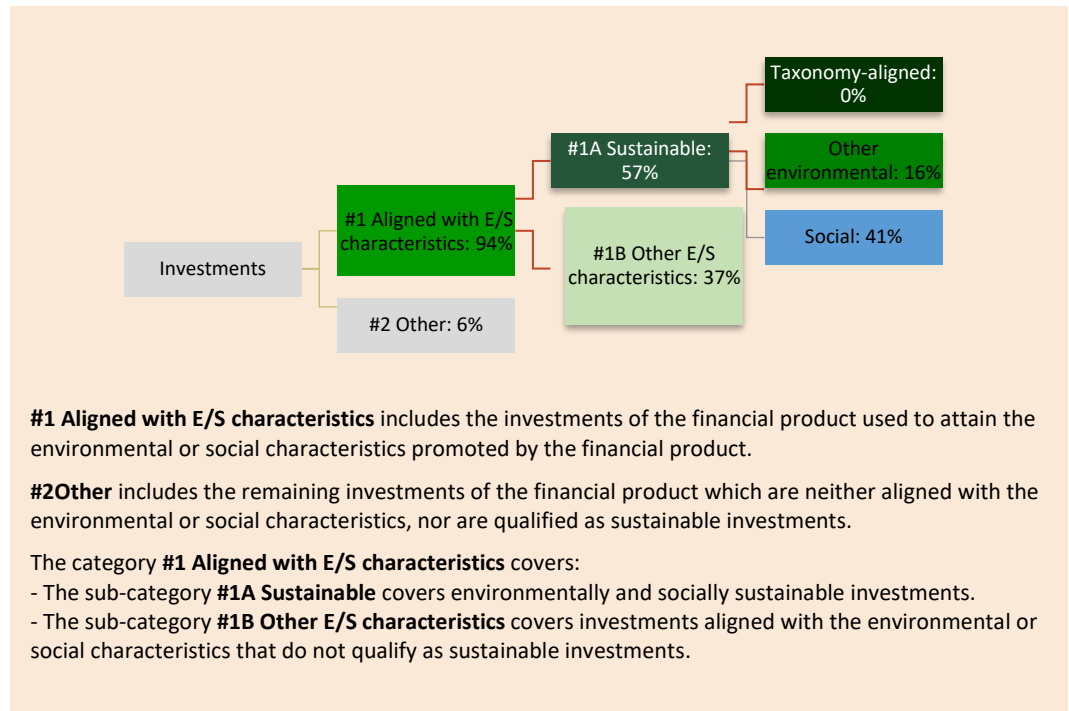 Taxonomy-aligned:
0%
#1A Sustainable:
57%
Other
environmental: 16%
#1 Aligned with E/S
characteristics: 94%
Social: 41%
#1B Other E/S
characteristics: 37%
Investments
#2 Other: 6%
#1 Aligned with E/S characteristics includes the investments of the financial product used to attain the
environmental or social characteristics promoted by the financial product.
#2Other includes the remaining investments of the financial product which are neither aligned with the
environmental or social characteristics, nor are qualified as sustainable investments.
The category #1 Aligned with E/S characteristics covers:
- The sub-category #1A Sustainable covers environmentally and socially sustainable investments.
- The sub-category #1B Other E/S characteristics covers investments aligned with the environmental or
social characteristics that do not qualify as sustainable investments.